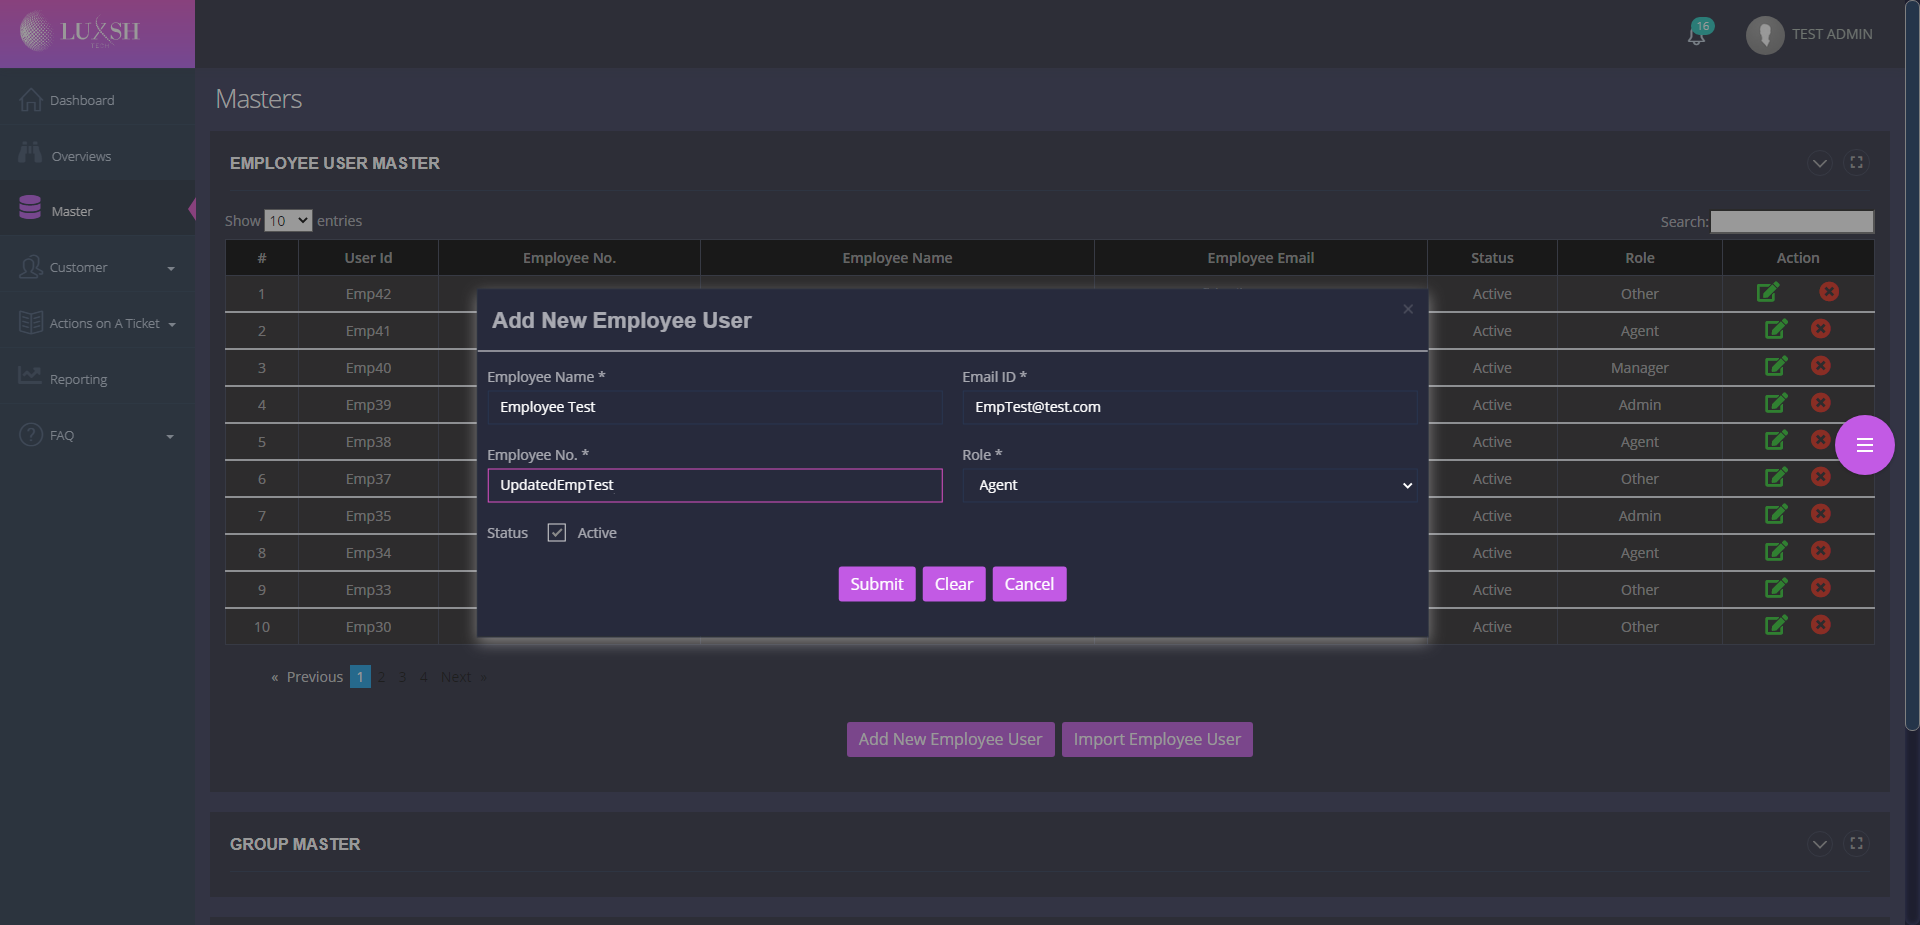 LUXSH
TECH
16
TEST ADMIN
Dashboard
Overviews
Master
Customer
Actions on A Ticket
Reporting
FAQ
Masters
EMPLOYEE USER MASTER
Show 10 entries
Search:
# User Id Employee No. Employee Name Employee Email Status Role Action
1 Emp42 Active Other
2 Emp41 Active Agent
3 Emp40 Active Manager
4 Emp39 Active Admin
5 Emp38 Active Agent
6 Emp37 Active Other
7 Emp35 Active Admin
8 Emp34 Active Agent
9 Emp33 Active Other
10 Emp30 Active Other
Add New Employee User ×
Employee Name * Email ID *
Employee Test EmpTest@test.com
Employee No. * Role *
UpdatedEmpTest Agent
Status Active
Submit Clear Cancel
« Previous 1 2 3 4 Next »
Add New Employee User Import Employee User
GROUP MASTER